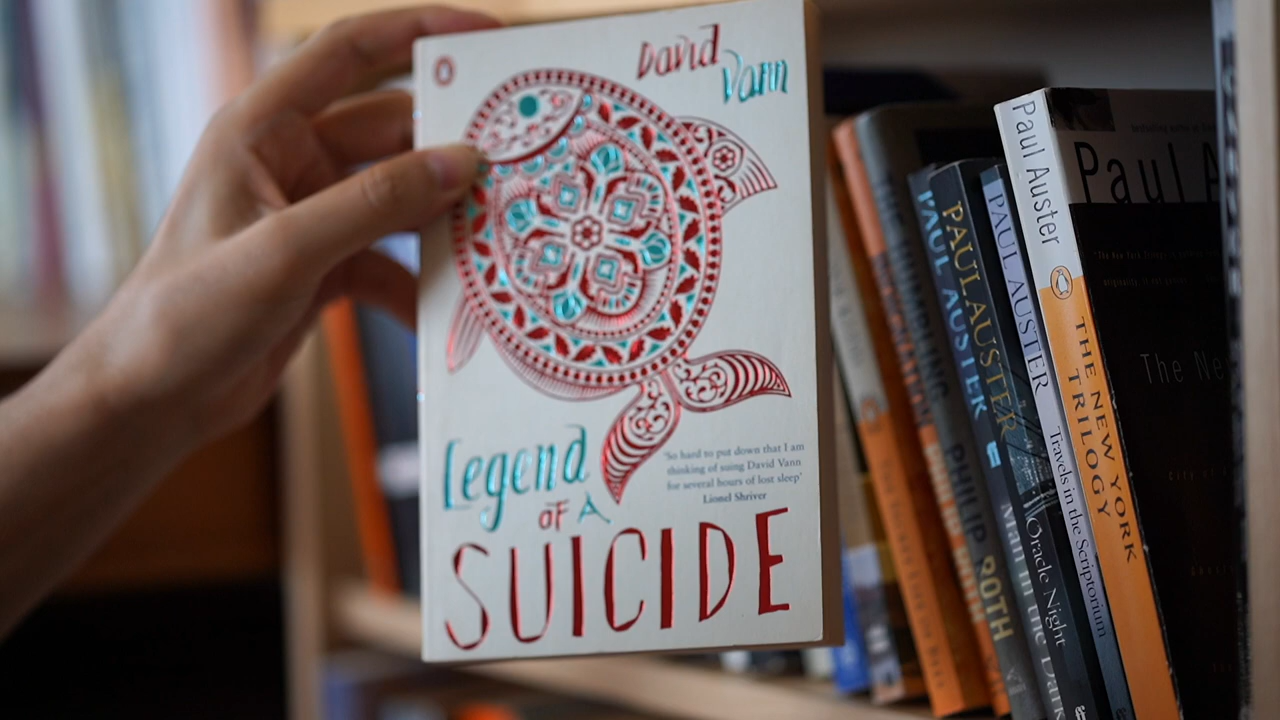 David
Vann
Legend
OF A
SUICIDE
'So hard to put down that I am
thinking of suing David Vann
for several hours of lost sleep'
Lionel Shriver
THE HUMBLING
PHILIP ROTH
PAUL AUSTER
Man in the Dark
PAUL AUSTER
Oracle Night
PAUL AUSTER
Travels in the Scriptorium
Paul Auster
THE NEW YORK
TRILOGY
Paul A
The Ne